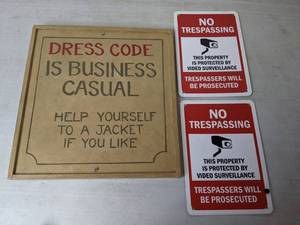 DRESS CODE
IS BUSINESS
CASUAL
HELP YOURSELF
TO A JACKET
IF YOU LIKE
NO
TRESPASSING
THIS PROPERTY
IS PROTECTED BY
VIDEO SURVEILLANCE
TRESPASSERS WILL
BE PROSECUTED
NO
TRESPASSING
THIS PROPERTY
IS PROTECTED BY
VIDEO SURVEILLANCE
TRESPASSERS WILL
BE PROSECUTED